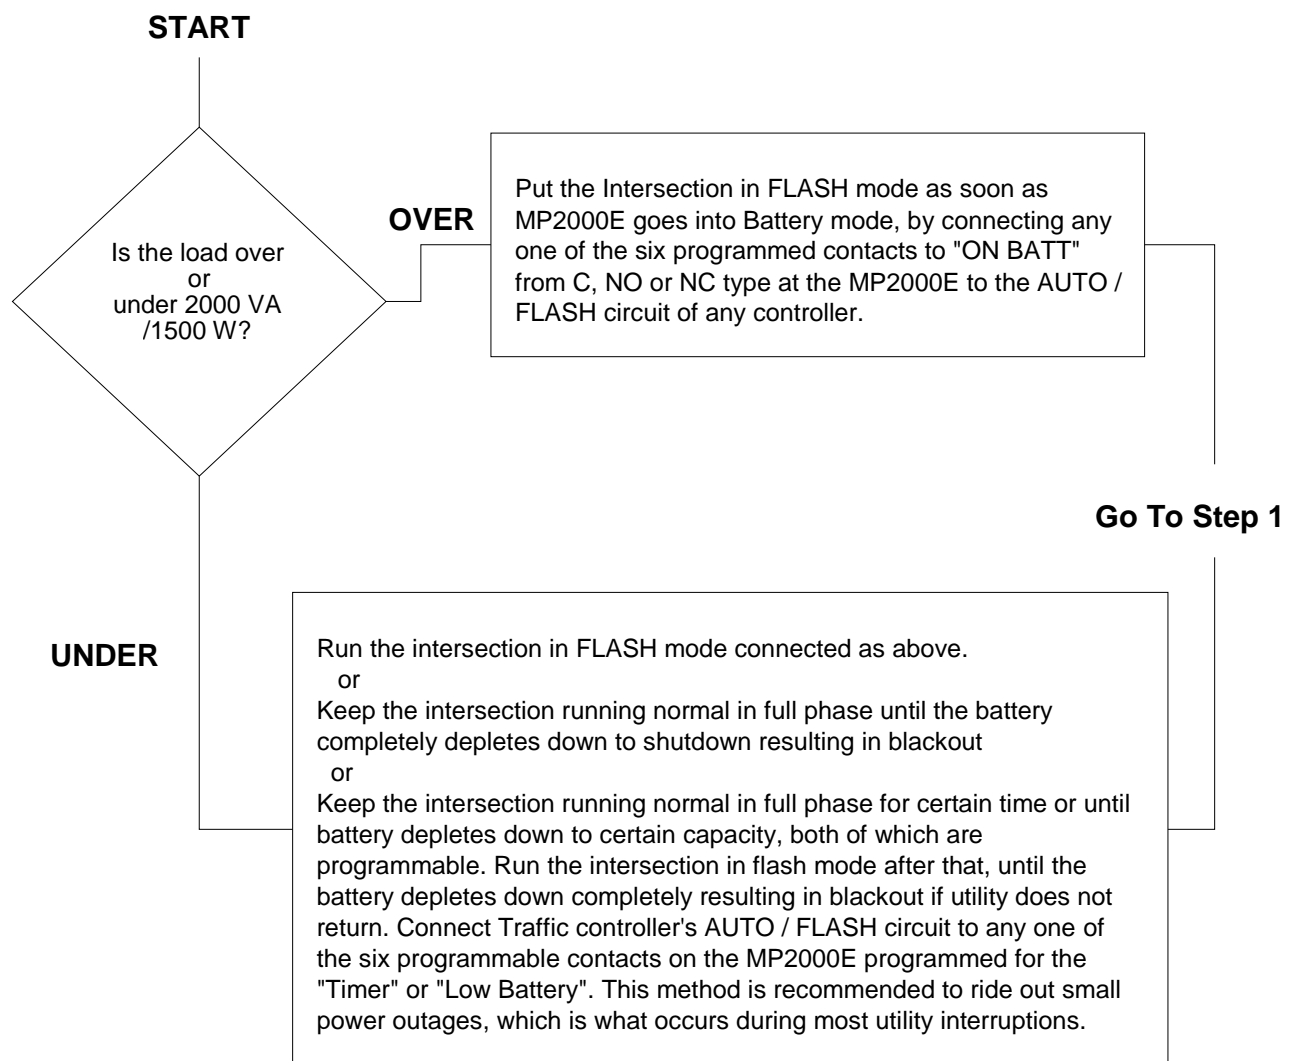 START
Is the load over
or
under 2000 VA
/1500 W?
OVER
Put the Intersection in FLASH mode as soon as
MP2000E goes into Battery mode, by connecting any
one of the six programmed contacts to "ON BATT"
from C, NO or NC type at the MP2000E to the AUTO /
FLASH circuit of any controller.
Go To Step 1
UNDER
Run the intersection in FLASH mode connected as above.
or
Keep the intersection running normal in full phase until the battery
completely depletes down to shutdown resulting in blackout
or
Keep the intersection running normal in full phase for certain time or until
battery depletes down to certain capacity, both of which are
programmable. Run the intersection in flash mode after that, until the
battery depletes down completely resulting in blackout if utility does not
return. Connect Traffic controller's AUTO / FLASH circuit to any one of
the six programmable contacts on the MP2000E programmed for the
"Timer" or "Low Battery". This method is recommended to ride out small
power outages, which is what occurs during most utility interruptions.